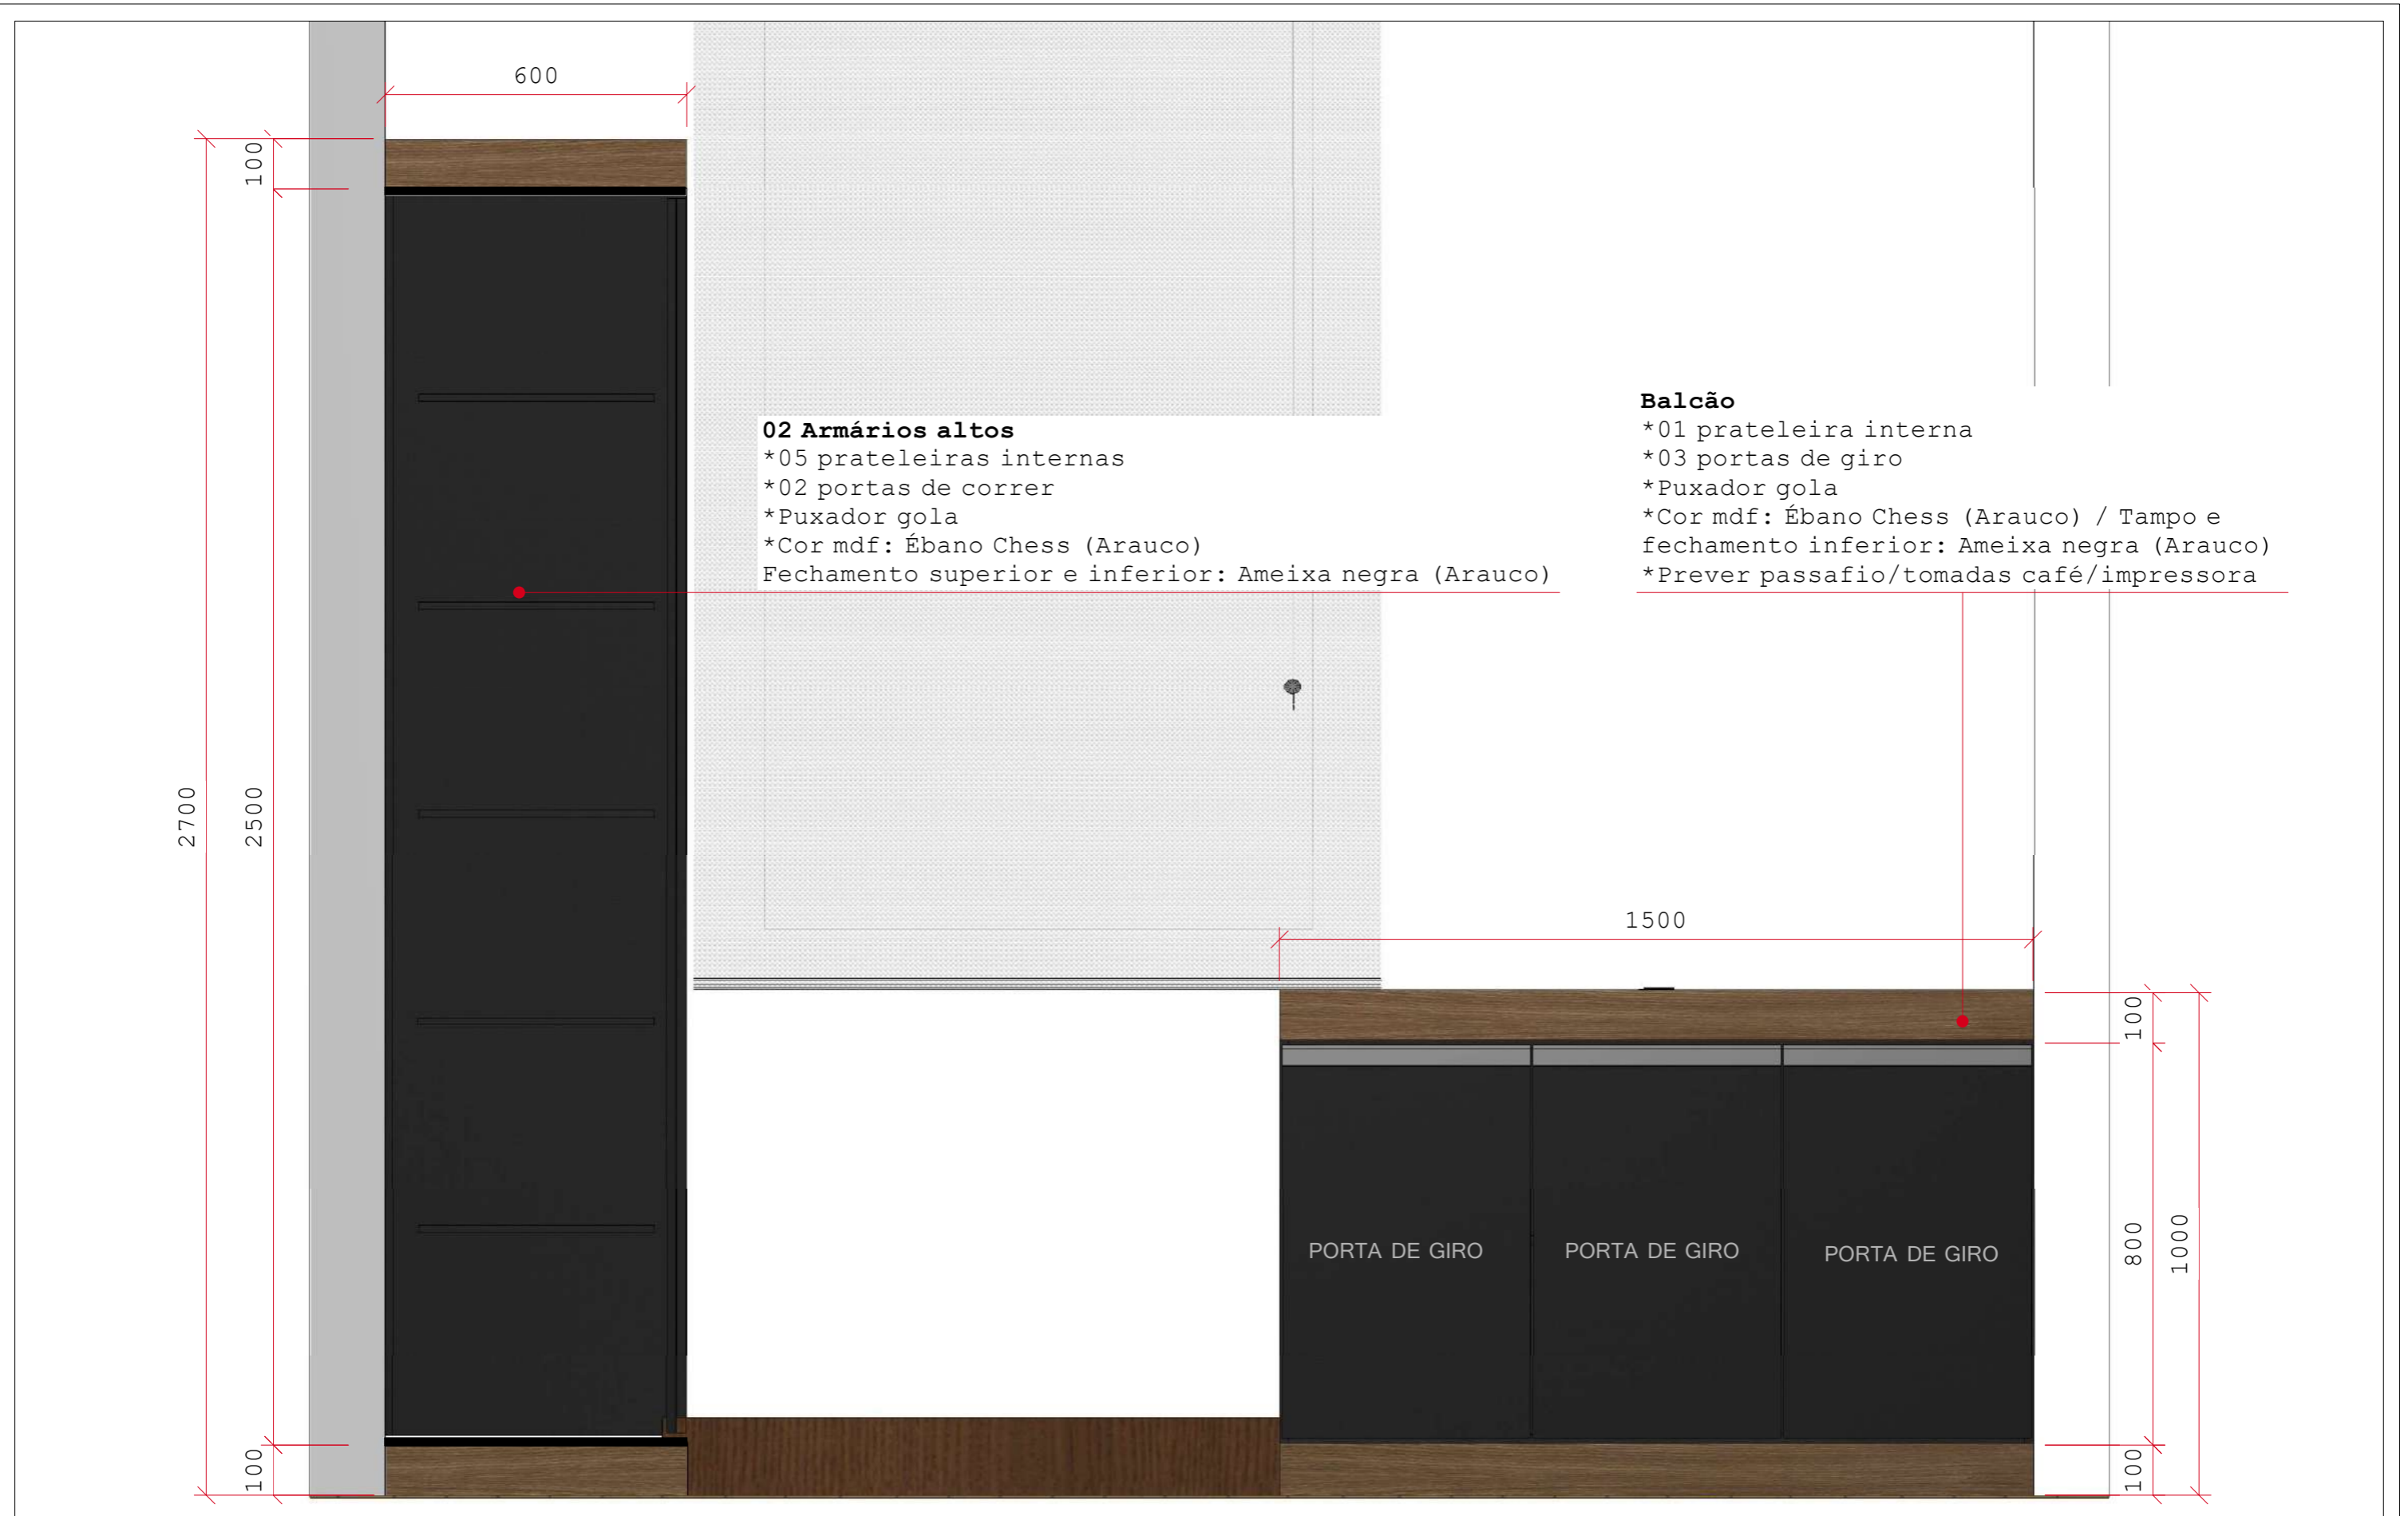 600
100
02 Armários altos
*05 prateleiras internas
*02 portas de correr
*Puxador gola
*Cor mdf: Ébano Chess (Arauco)
Fechamento superior e inferior: Ameixa negra (Arauco)
Balcão
*01 prateleira interna
*03 portas de giro
*Puxador gola
*Cor mdf: Ébano Chess (Arauco) / Tampo e
fechamento inferior: Ameixa negra (Arauco)
*Prever passafio/tomadas café/impressora
2700
2500
1500
100
PORTA DE GIRO
PORTA DE GIRO
PORTA DE GIRO
800
1000
100
100